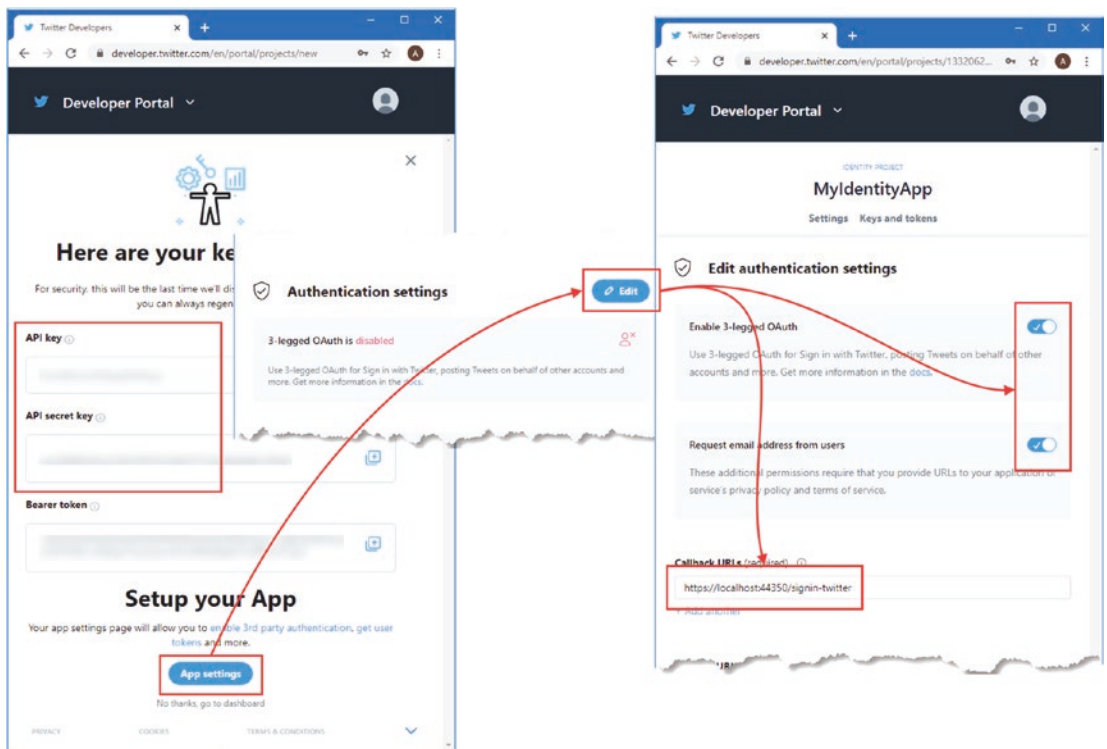 Twitter Developers
developer.twitter.com/en/portal/projects/new
A
Developer Portal
Here are your ke
For security, this will be the last time we'll dis
you can always regen
API key
API secret key
Bearer token
Setup your App
Your app settings page will allow you to enable 3rd party authentication, get user
tokens and more.
App settings
No thanks, go to dashboard
PRIVACY
COOKIES
TERMS & CONDITIONS
Authentication settings
Edit
3-legged OAuth is disabled
Use 3-legged OAuth for Sign in with Twitter, posting Tweets on behalf of other accounts and
more. Get more information in the docs.
Twitter Developers
developer.twitter.com/en/portal/projects/1332062...
A
Developer Portal
IDENTITY PROJECT
MyIdentityApp
Settings Keys and tokens
Edit authentication settings
Enable 3-legged OAuth
Use 3-legged OAuth for Sign in with Twitter, posting Tweets on behalf of other
accounts and more. Get more information in the docs.
Request email address from users
These additional permissions require that you provide URLs to your application or
service's privacy policy and terms of service.
Callback URLs (required)
https://localhost:44350/signin-twitter
+ Add another